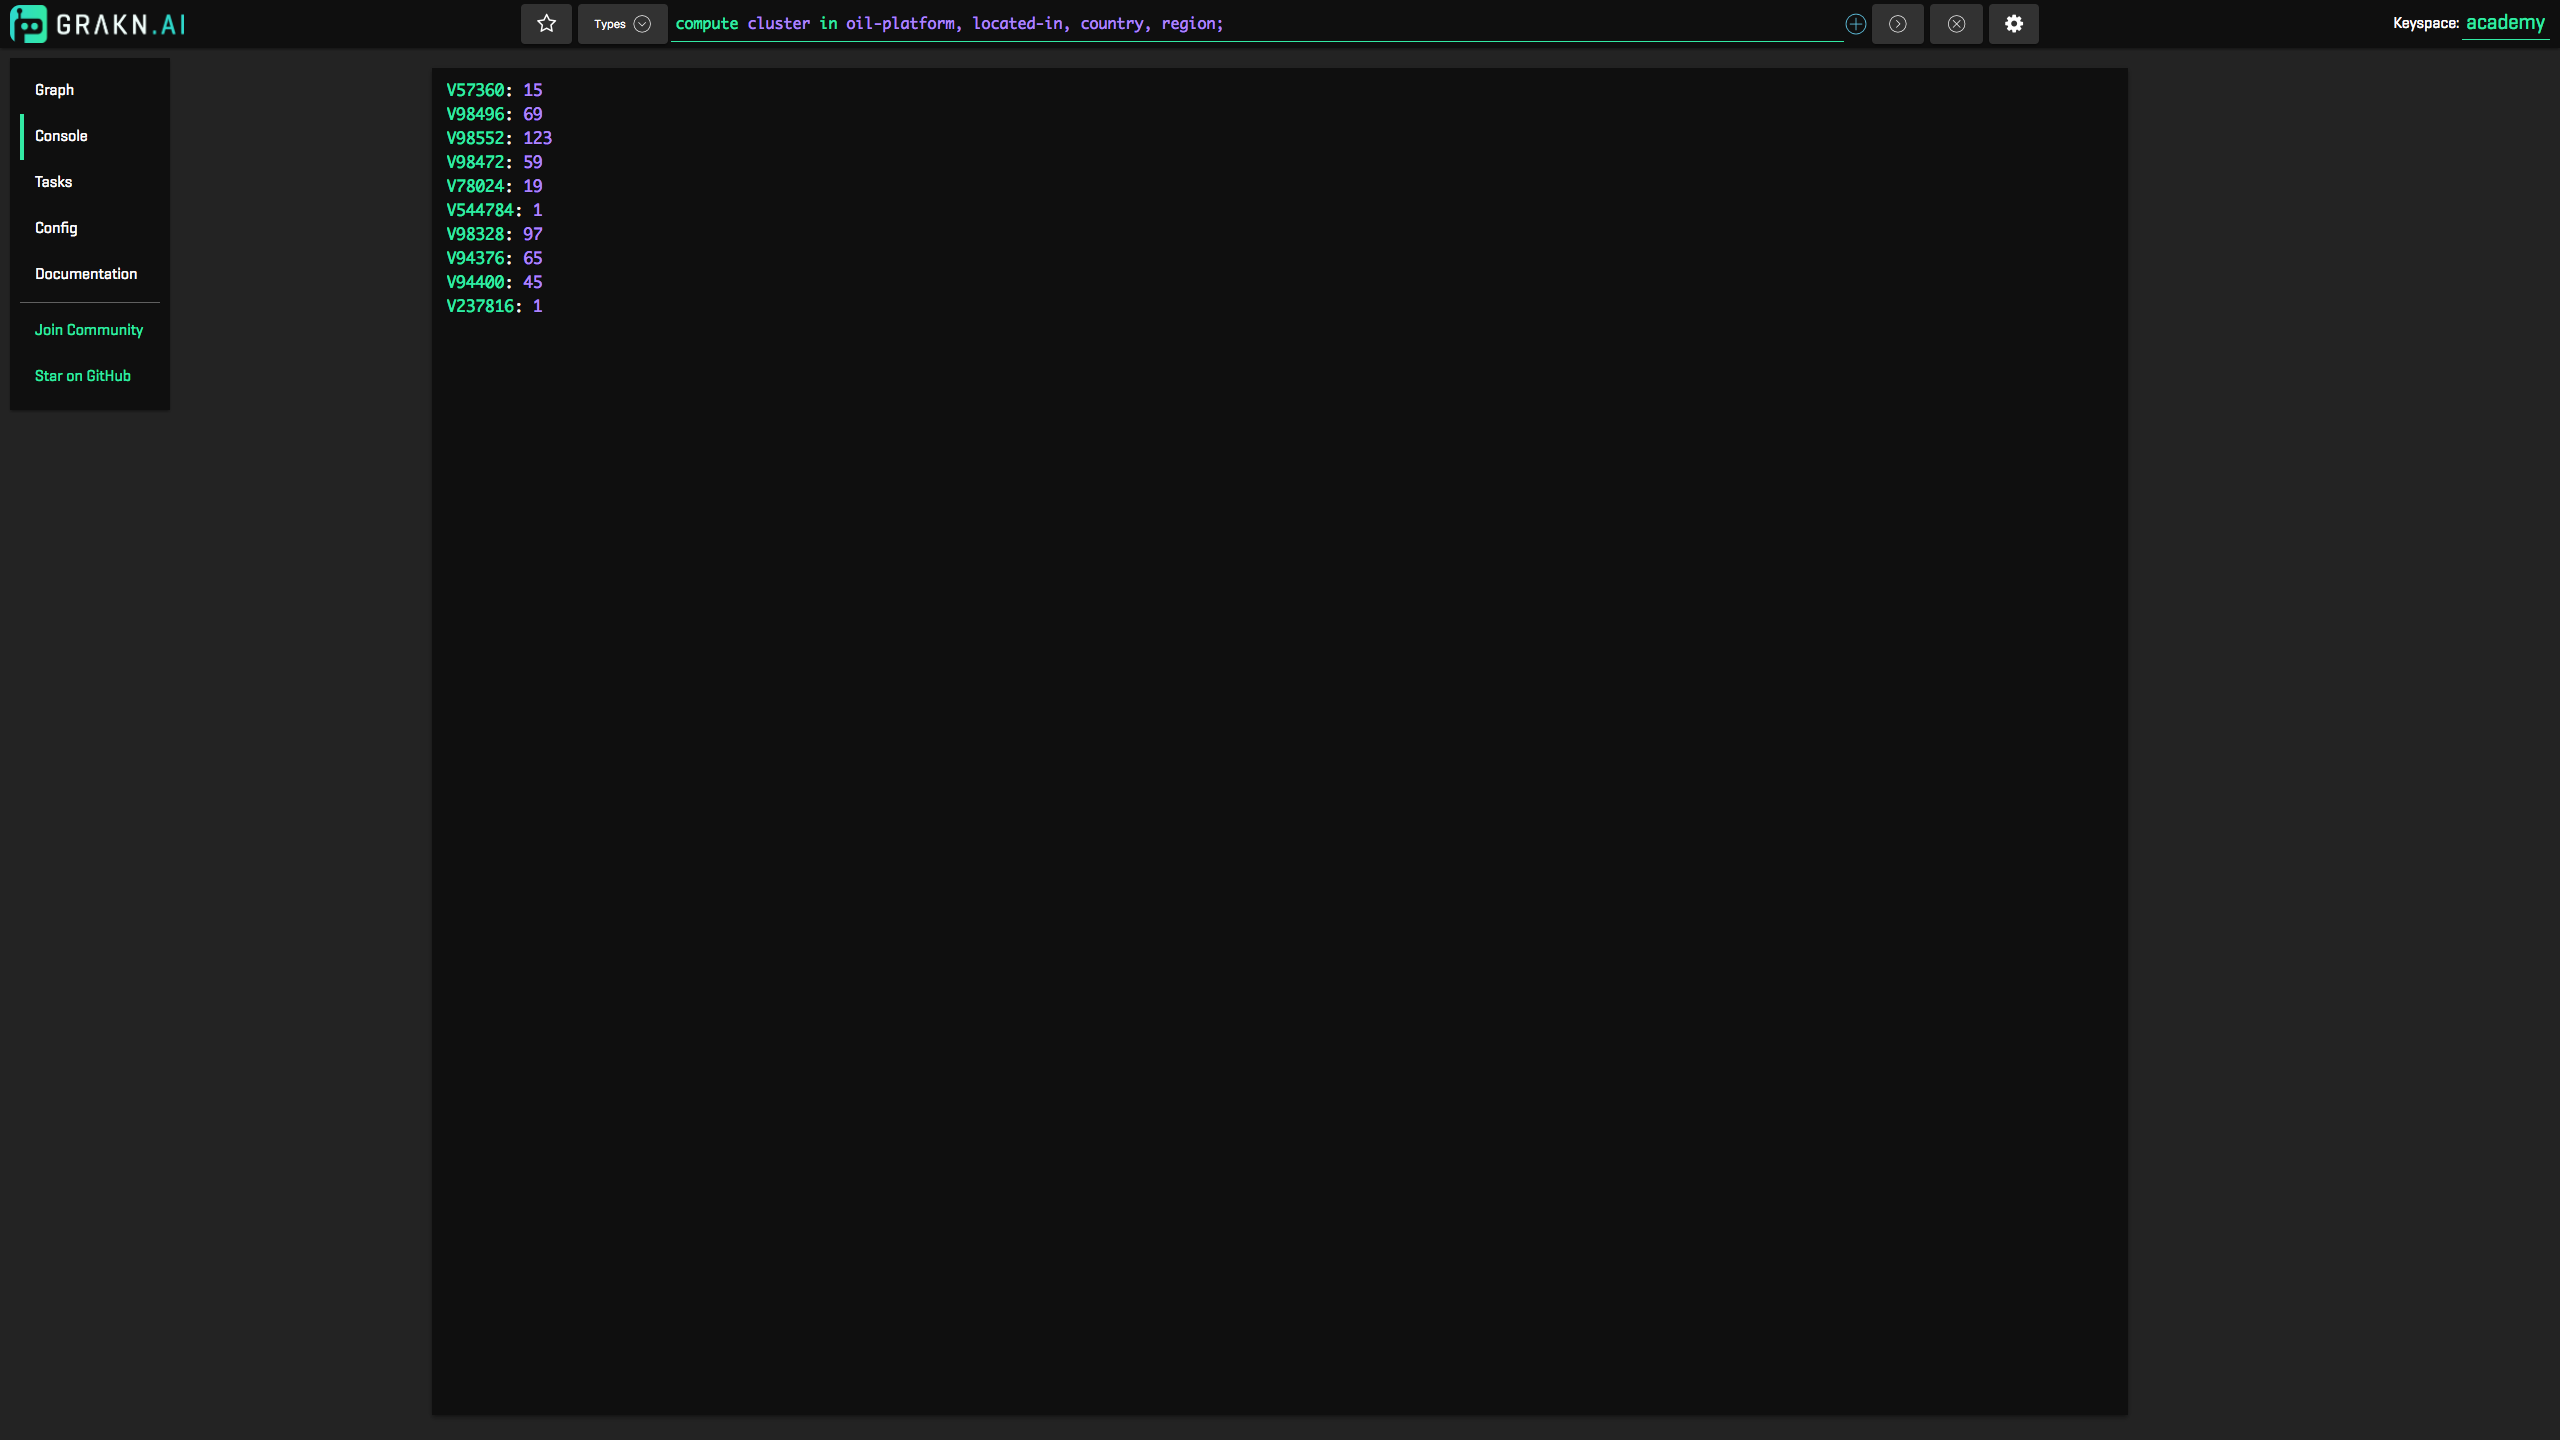 GRAKN.AI
Types
compute cluster in oil-platform, located-in, country, region;
Keyspace: academy
Graph
Console
Tasks
Config
Documentation
Join Community
Star on GitHub
V57360: 15
V98496: 69
V98552: 123
V98472: 59
V78024: 19
V544784: 1
V98328: 97
V94376: 65
V94400: 45
V237816: 1